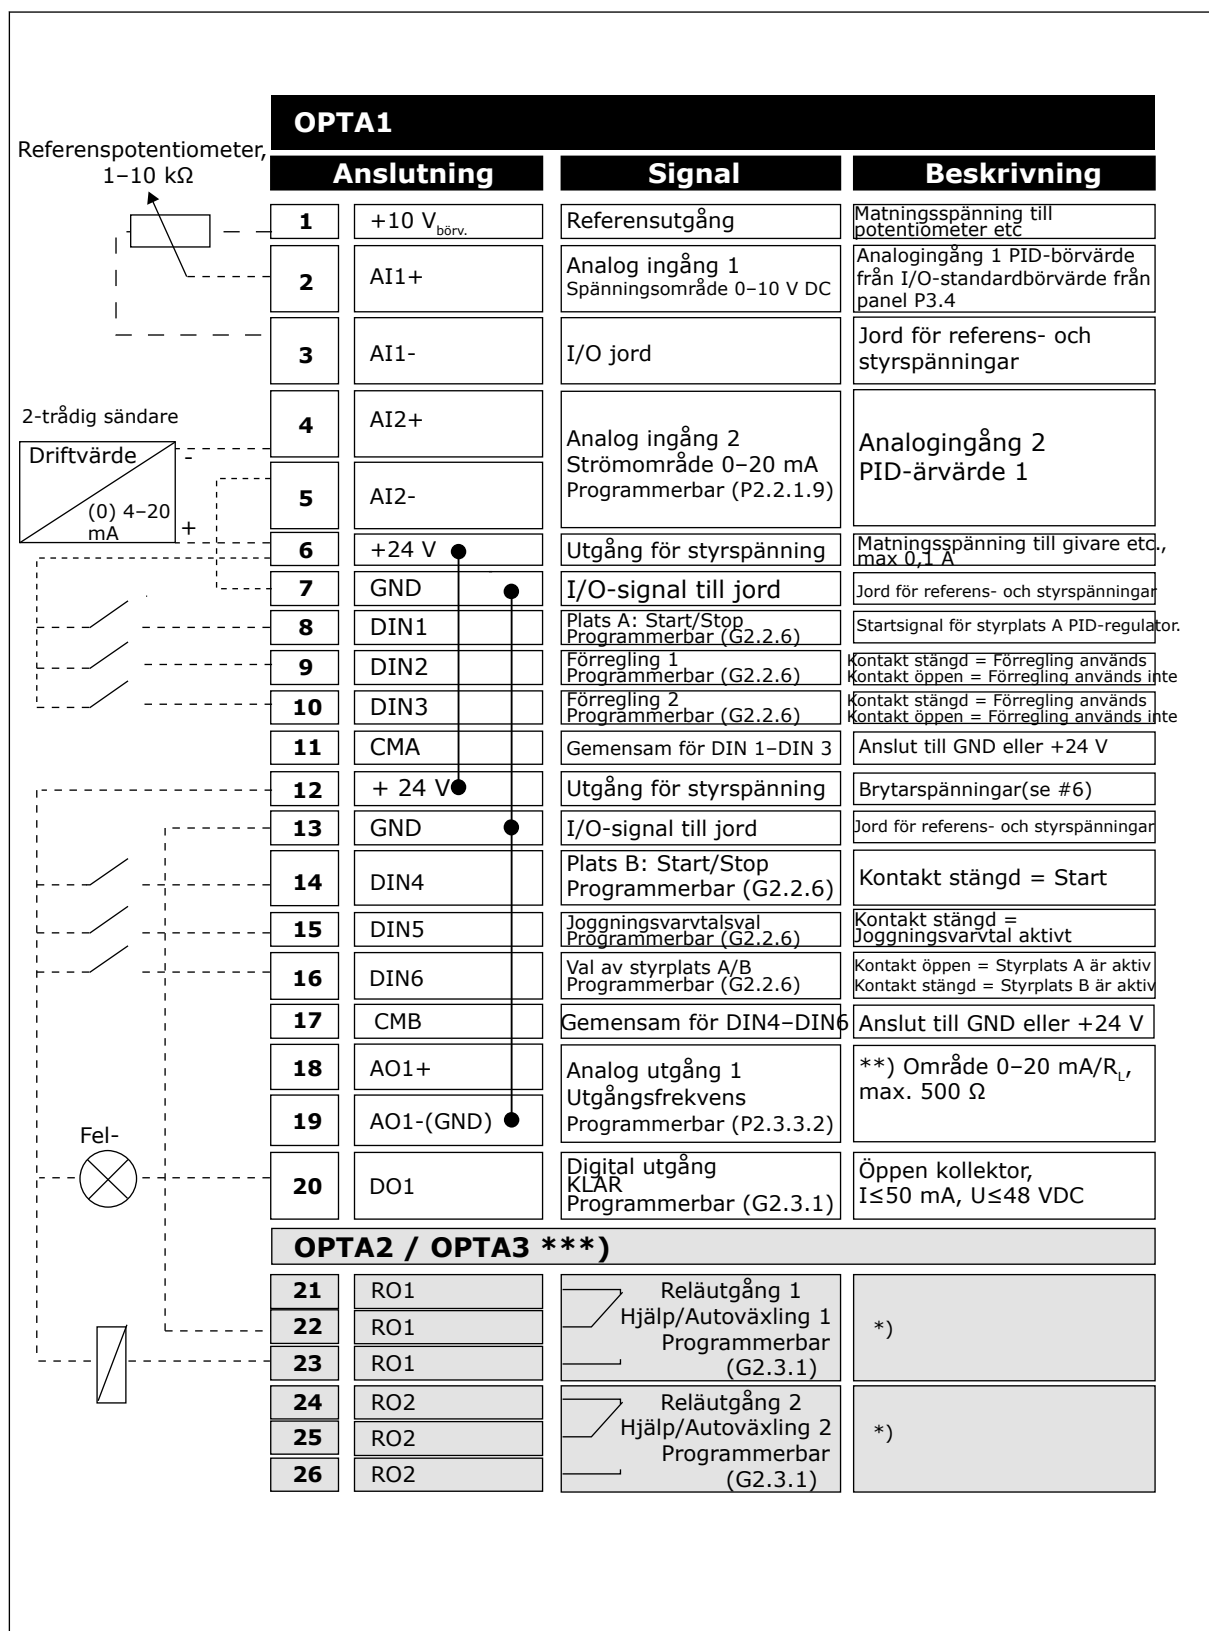 OPTA1
Referenspotentiometer,
1–10 kΩ
Anslutning
Signal
Beskrivning
1
+10 Vbörv.
Referensutgång
Matningsspänning till
potentiometer etc
2
AI1+
Analog ingång 1
Spänningsområde 0–10 V DC
Analogingång 1 PID-börvärde
från I/O-standardbörvärde från
panel P3.4
3
AI1-
I/O jord
Jord för referens- och
styrspänningar
2-trådig sändare
Driftvärde
-
(0) 4–20
mA
+
4
AI2+
5
AI2-
Analog ingång 2
Strömområde 0–20 mA
Programmerbar (P2.2.1.9)
Analogingång 2
PID-ärvärde 1
6
+24 V
Utgång för styrspänning
Matningsspänning till givare etc.,
max 0,1 A
7
GND
I/O-signal till jord
Jord för referens- och styrspänningar
8
DIN1
Plats A: Start/Stop
Programmerbar (G2.2.6)
Startsignal för styrplats A PID-regulator.
9
DIN2
Förregling 1
Programmerbar (G2.2.6)
Kontakt stängd = Förregling används
Kontakt öppen = Förregling används inte
10
DIN3
Förregling 2
Programmerbar (G2.2.6)
Kontakt stängd = Förregling används
Kontakt öppen = Förregling används inte
11
CMA
Gemensam för DIN 1–DIN 3
Anslut till GND eller +24 V
12
+ 24 V
Utgång för styrspänning
Brytarspänningar(se #6)
13
GND
I/O-signal till jord
Jord för referens- och styrspänningar
14
DIN4
Plats B: Start/Stop
Programmerbar (G2.2.6)
Kontakt stängd = Start
15
DIN5
Joggningsvarvtalsval
Programmerbar (G2.2.6)
Kontakt stängd =
Joggningsvarvtal aktivt
16
DIN6
Val av styrplats A/B
Programmerbar (G2.2.6)
Kontakt öppen = Styrplats A är aktiv
Kontakt stängd = Styrplats B är aktiv
17
CMB
Gemensam för DIN4–DIN6
Anslut till GND eller +24 V
18
AO1+
19
AO1-(GND)
Analog utgång 1
Utgångsfrekvens
Programmerbar (P2.3.3.2)
**) Område 0–20 mA/RL,
max. 500 Ω
Fel-
20
DO1
Digital utgång
KLAR
Programmerbar (G2.3.1)
Öppen kollektor,
I≤50 mA, U≤48 VDC
OPTA2 / OPTA3 ***)
21
RO1
22
RO1
23
RO1
Reläutgång 1
Hjälp/Autoväxling 1
Programmerbar
(G2.3.1)
*)
24
RO2
25
RO2
26
RO2
Reläutgång 2
Hjälp/Autoväxling 2
Programmerbar
(G2.3.1)
*)